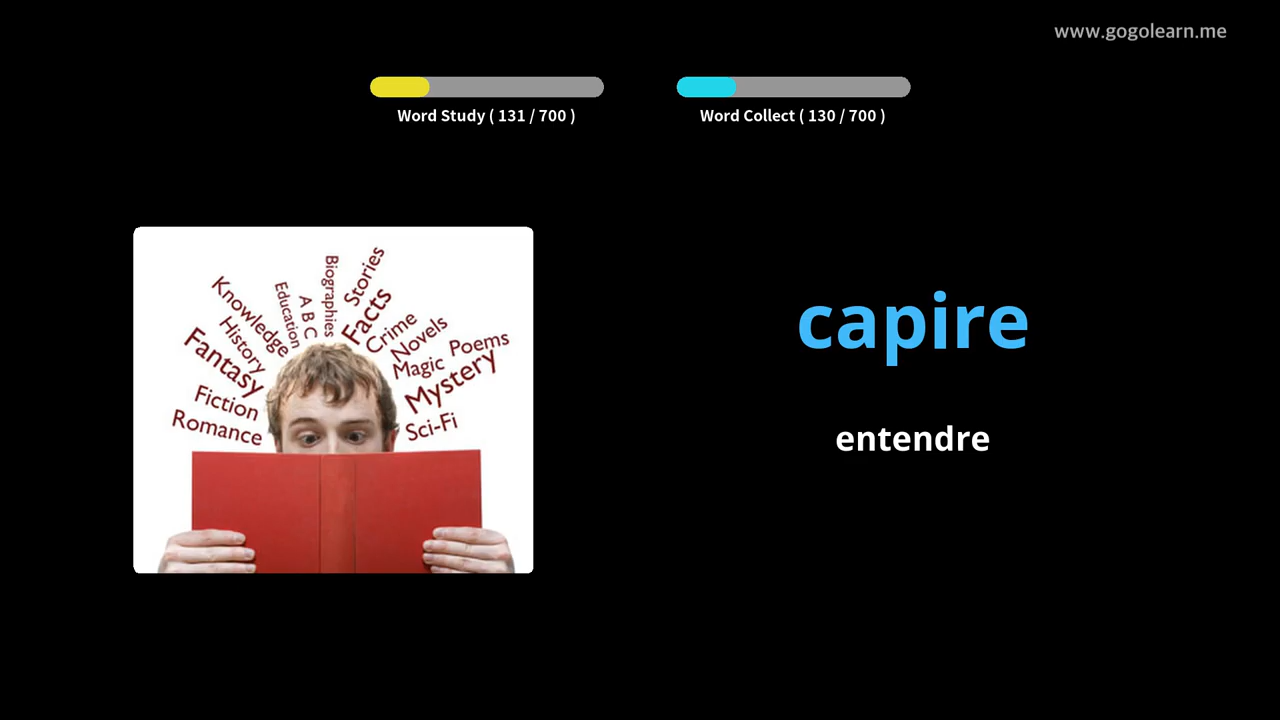 www.gogolearn.me
Word Study ( 131 / 700 )
Word Collect ( 130 / 700 )
Biographies
Stories
Education
A B C
Facts
Knowledge
Crime
History
Novels
Poems
Fantasy
Magic
Mystery
Fiction
Romance
Sci-Fi
capire
entendre